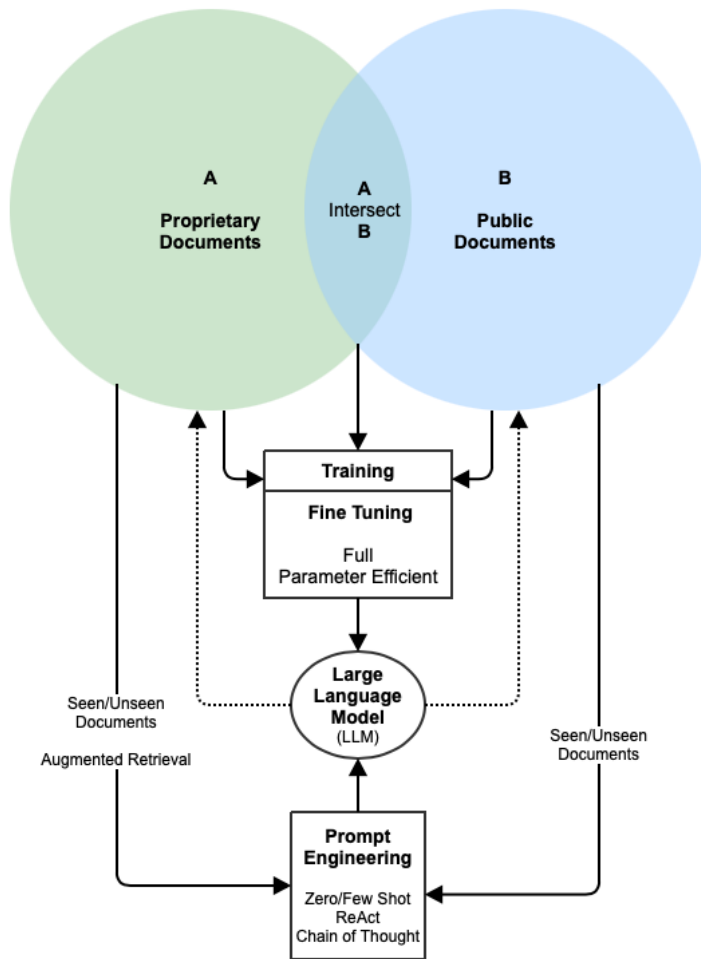 A
Proprietary
Documents
A
Intersect
B
B
Public
Documents
Training
Fine Tuning
Full
Parameter Efficient
Large
Language
Model
(LLM)
Seen/Unseen
Documents
Augmented Retrieval
Seen/Unseen
Documents
Prompt
Engineering
Zero/Few Shot
ReAct
Chain of Thought